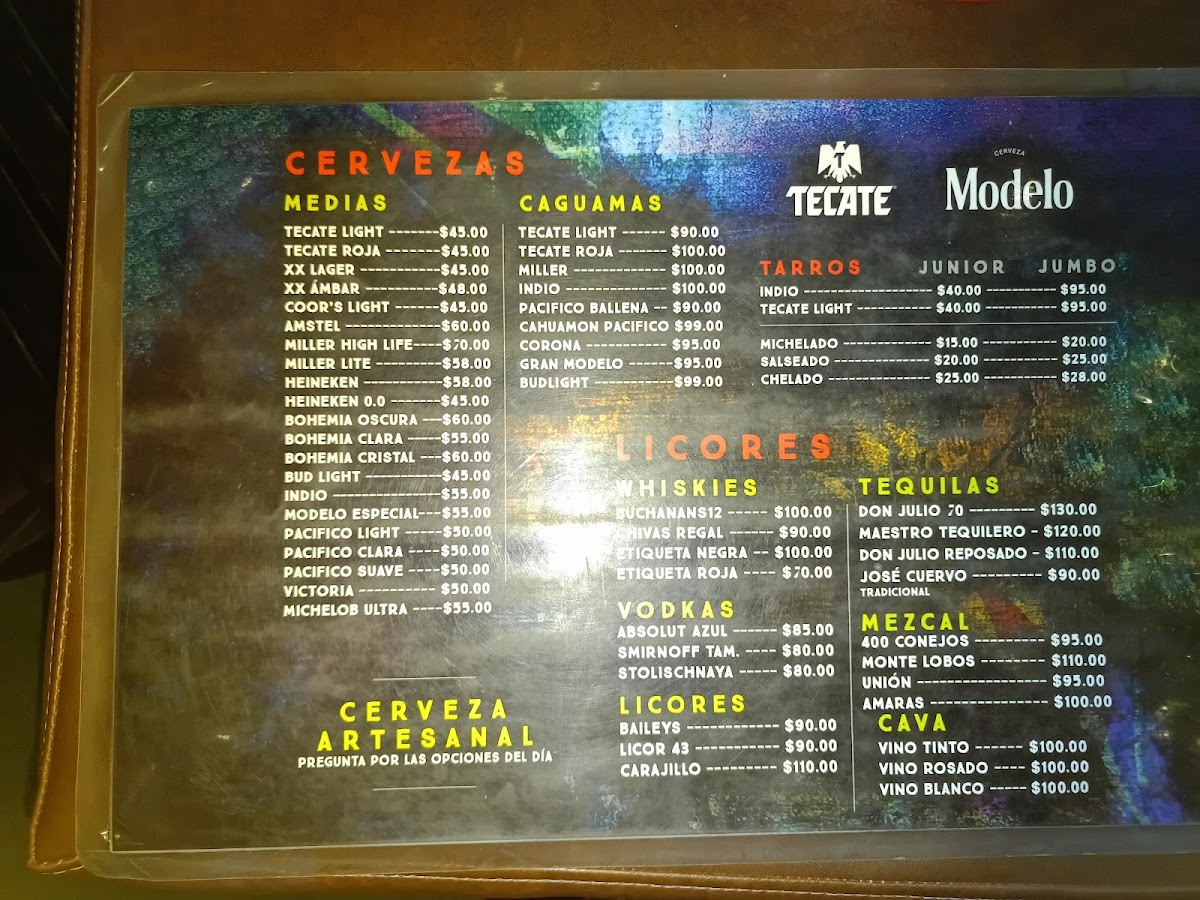 CERVEZAS
MEDIAS
TECATE LIGHT -------$45.00
TECATE ROJA -------$45.00
XX LAGER -----------$45.00
XX ÁMBAR -----------$48.00
COOR'S LIGHT ------$45.00
AMSTEL -------------$60.00
MILLER HIGH LIFE----$70.00
MILLER LITE --------$58.00
HEINEKEN -----------$58.00
HEINEKEN 0.0 -------$45.00
BOHEMIA OSCURA ---$60.00
BOHEMIA CLARA ----$55.00
BOHEMIA CRISTAL ---$60.00
BUD LIGHT ----------$45.00
INDIO ---------------$55.00
MODELO ESPECIAL---$55.00
PACIFICO LIGHT -----$50.00
PACIFICO CLARA ----$50.00
PACIFICO SUAVE ----$50.00
VICTORIA ----------- $50.00
MICHELOB ULTRA ----$55.00
CERVEZA
ARTESANAL
PREGUNTA POR LAS OPCIONES DEL DÍA
CAGUAMAS
TECATE LIGHT ------ $90.00
TECATE ROJA ------- $100.00
MILLER ------------- $100.00
INDIO -------------- $100.00
PACIFICO BALLENA -- $90.00
CAHUAMON PACIFICO $99.00
CORONA ----------- $95.00
GRAN MODELO ------$95.00
BUDLIGHT -----------$99.00
TECATE
CERVEZA
Modelo
TARROS JUNIOR JUMBO
INDIO -------------------- $40.00 ----------- $95.00
TECATE LIGHT ------------ $40.00 ----------- $95.00
MICHELADO -------------- $15.00 ----------- $20.00
SALSEADO --------------- $20.00 ----------- $25.00
CHELADO ---------------- $25.00 ----------- $28.00
LICORES
WHISKIES
BUCHANANS12 ----- $100.00
CHIVAS REGAL ------ $90.00
ETIQUETA NEGRA -- $100.00
ETIQUETA ROJA ---- $70.00
VODKAS
ABSOLUT AZUL ------ $85.00
SMIRNOFF TAM. ---- $80.00
STOLISCHNAYA ----- $80.00
LICORES
BAILEYS ------------ $90.00
LICOR 43 ----------- $90.00
CARAJILLO --------- $110.00
TEQUILAS
DON JULIO 70 --------- $130.00
MAESTRO TEQUILERO - $120.00
DON JULIO REPOSADO - $110.00
JOSÉ CUERVO --------- $90.00
TRADICIONAL
MEZCAL
400 CONEJOS --------- $95.00
MONTE LOBOS -------- $110.00
UNIÓN ----------------- $95.00
AMARAS --------------- $100.00
CAVA
VINO TINTO ------ $100.00
VINO ROSADO ---- $100.00
VINO BLANCO ----- $100.00